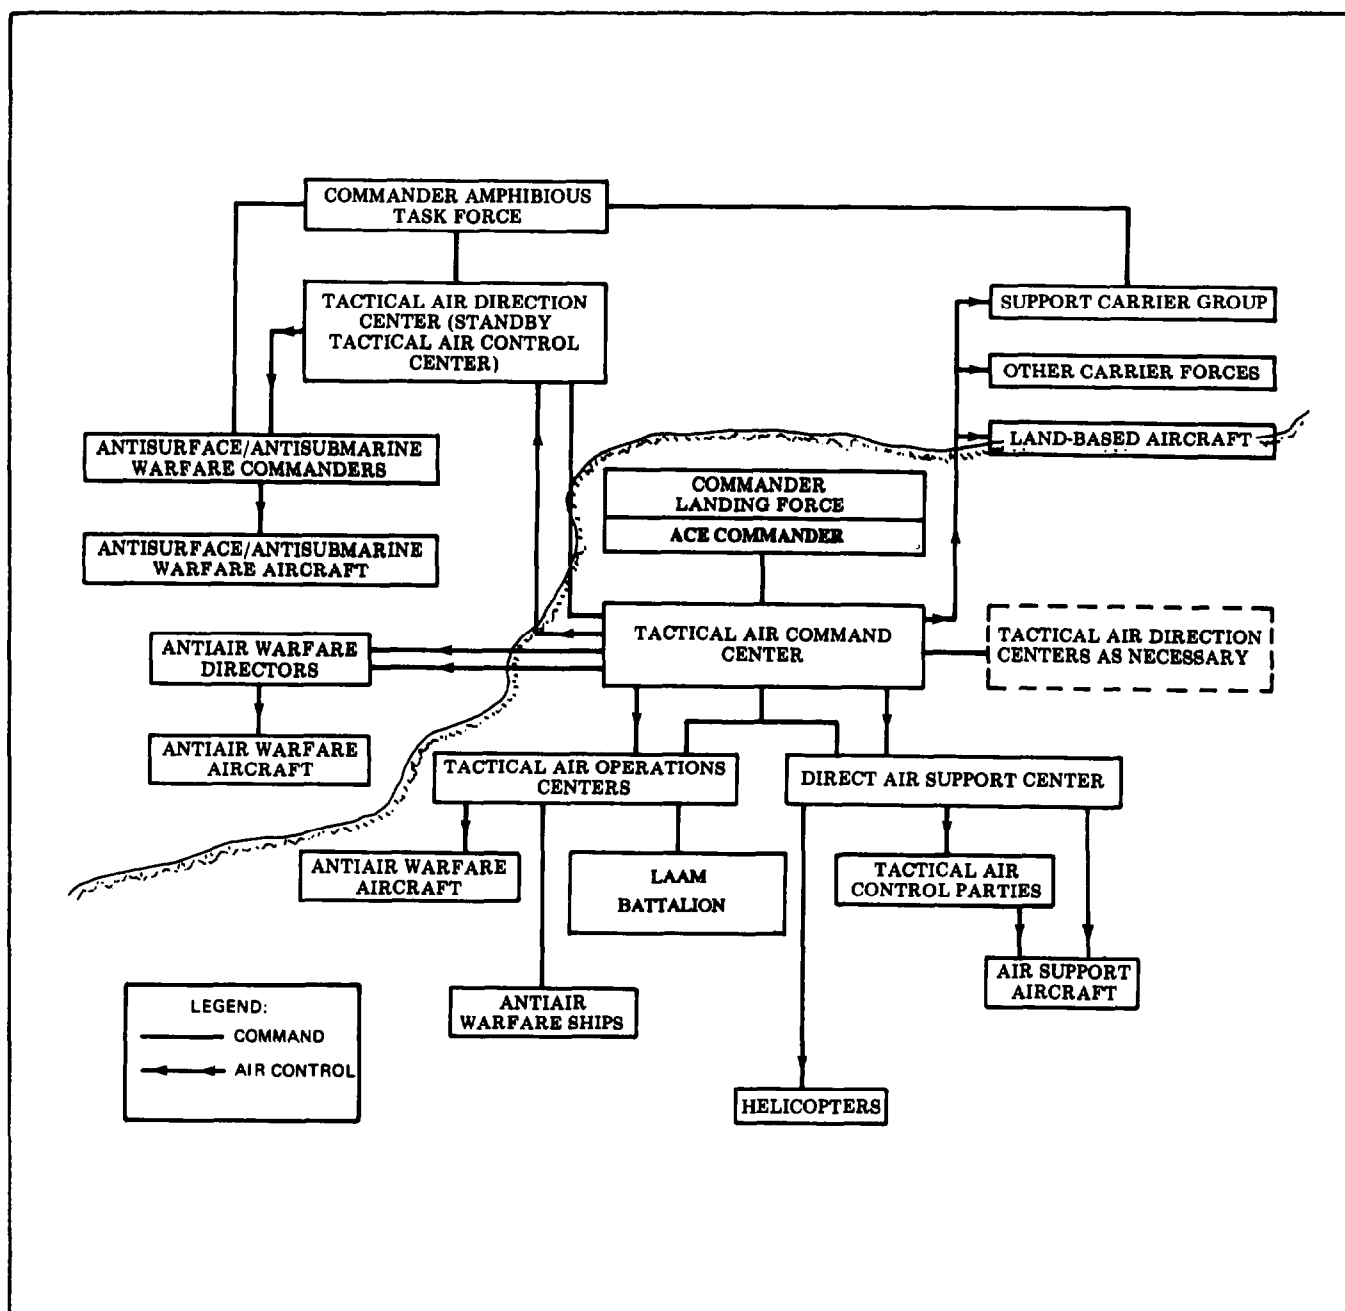 COMMANDER AMPHIBIOUS
TASK FORCE
TACTICAL AIR DIRECTION
CENTER (STANDBY
TACTICAL AIR CONTROL
CENTER)
SUPPORT CARRIER GROUP
OTHER CARRIER FORCES
LAND-BASED AIRCRAFT
ANTISURFACE/ANTISUBMARINE
WARFARE COMMANDERS
ANTISURFACE/ANTISUBMARINE
WARFARE AIRCRAFT
COMMANDER
LANDING FORCE
ACE COMMANDER
TACTICAL AIR COMMAND
CENTER
TACTICAL AIR DIRECTION
CENTERS AS NECESSARY
ANTIAIR WARFARE
DIRECTORS
ANTIAIR WARFARE
AIRCRAFT
TACTICAL AIR OPERATIONS
CENTERS
DIRECT AIR SUPPORT CENTER
ANTIAIR WARFARE
AIRCRAFT
LAAM
BATTALION
TACTICAL AIR
CONTROL PARTIES
AIR SUPPORT
AIRCRAFT
ANTIAIR
WARFARE SHIPS
HELICOPTERS
LEGEND:
COMMAND
AIR CONTROL